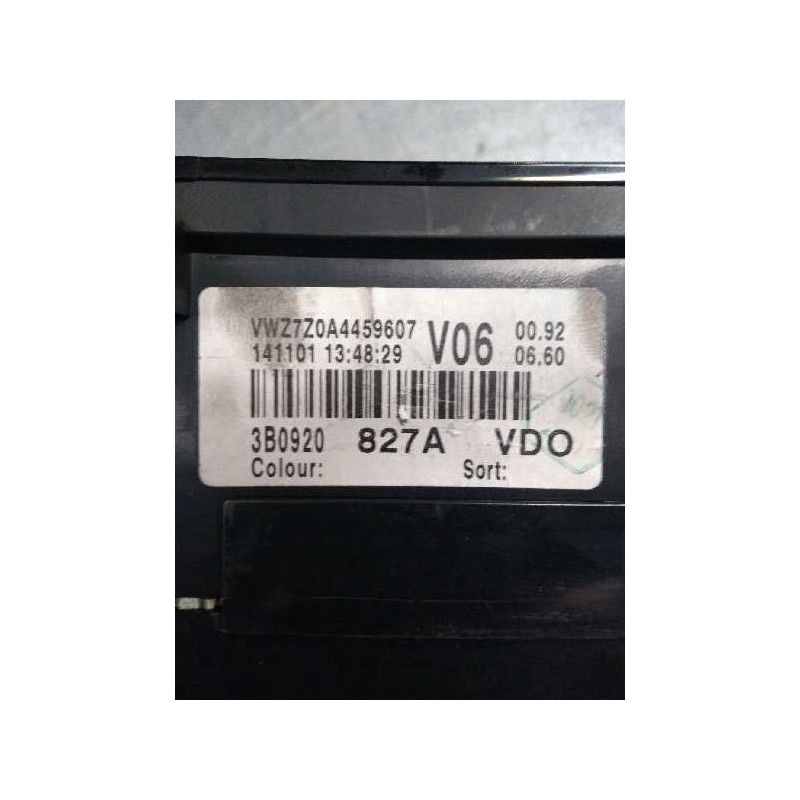 VWZ7Z0A4459607 V06 00.92
141101 13:48:29 06.60
3B0920 827A VDO
Colour: Sort: